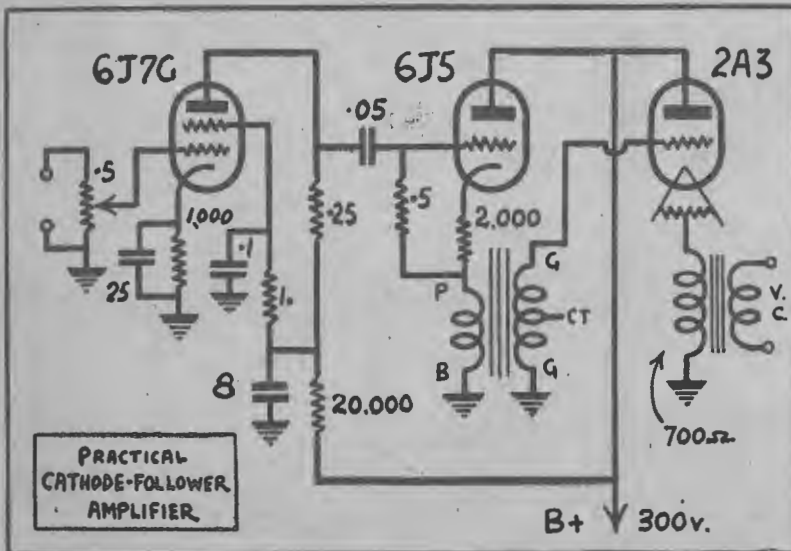 6J7G
6J5
2A3
.05
.5
1,000
25
.1
1.
.25
.5
2.000
P
B
G
CT
G
V.
C.
8
20.000
700Ω
B+ 300v.
PRACTICAL
CATHODE-FOLLOWER
AMPLIFIER